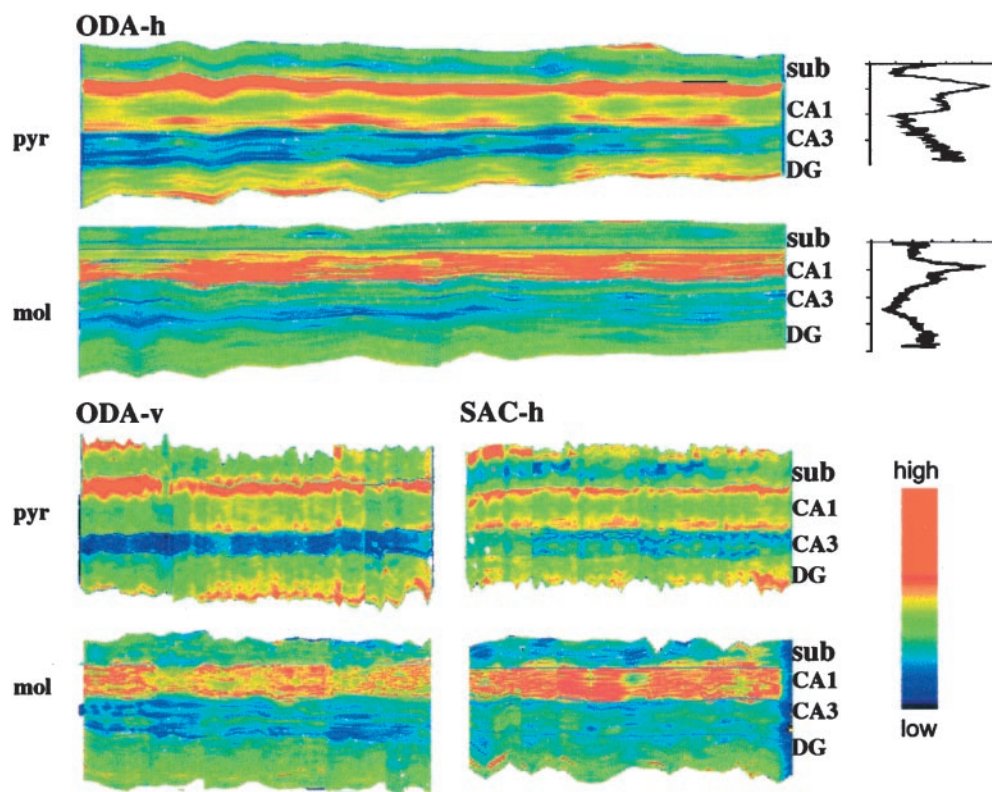 ODA-h
sub
CA1
pyr
CA3
DG
sub
CA1
mol
CA3
DG
ODA-v
SAC-h
sub
pyr
CA1
CA3
DG
sub
mol
CA1
CA3
DG
high
low